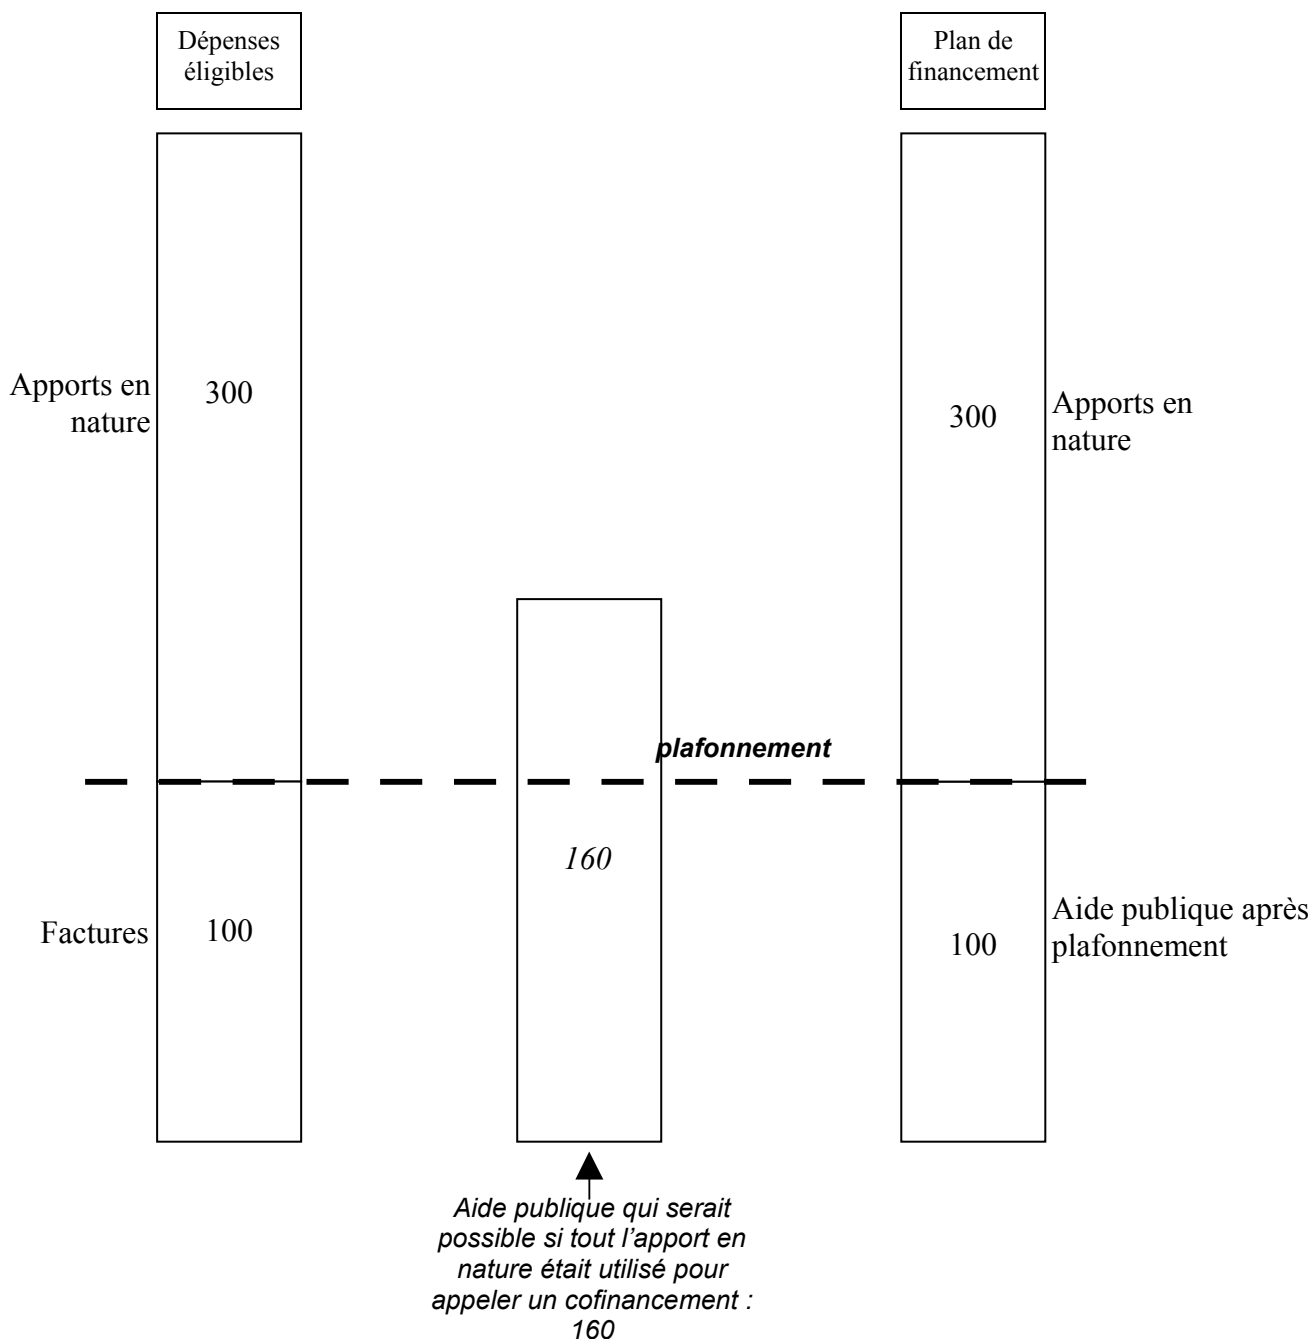 Dépenses
éligibles
Plan de
financement
Apports en
nature
300
300
Apports en
nature
plafonnement
160
Factures
100
100
Aide publique après
plafonnement
Aide publique qui serait
possible si tout l’apport en
nature était utilisé pour
appeler un cofinancement :
160